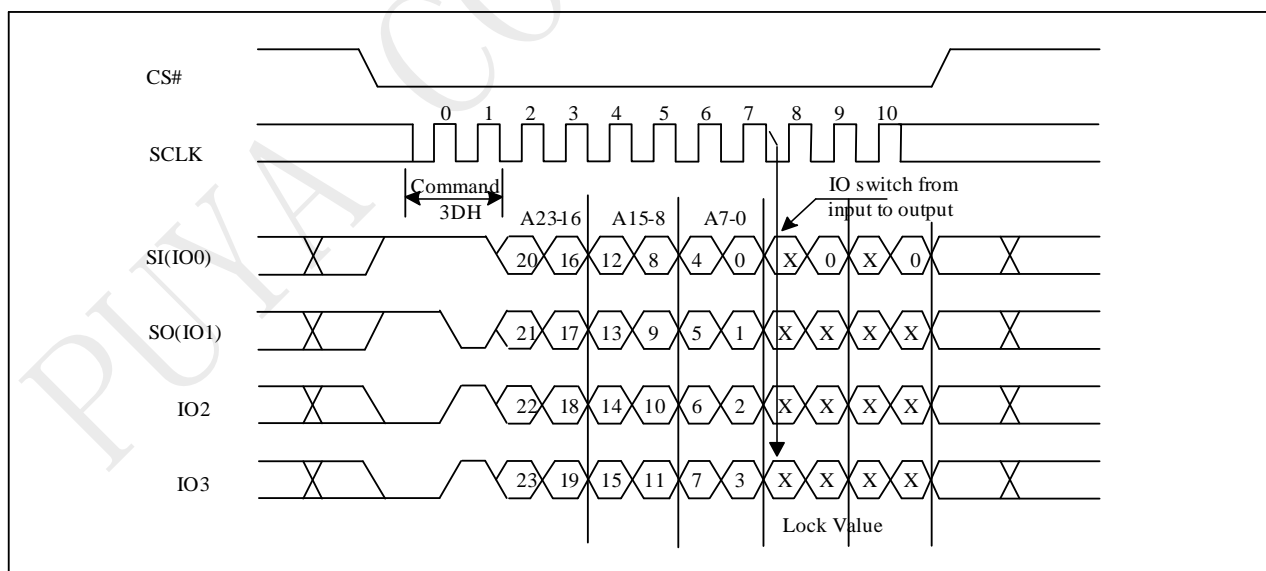 PUYA CO
CS#
0 1 2 3 4 5 6 7 8 9 10
SCLK
Command
3DH
IO switch from
input to output
A23-16 A15-8 A7-0
SI(IO0) 20 16 12 8 4 0 X 0 X 0
SO(IO1) 21 17 13 9 5 1 X X X X
IO2 22 18 14 10 6 2 X X X X
IO3 23 19 15 11 7 3 X X X X
Lock Value